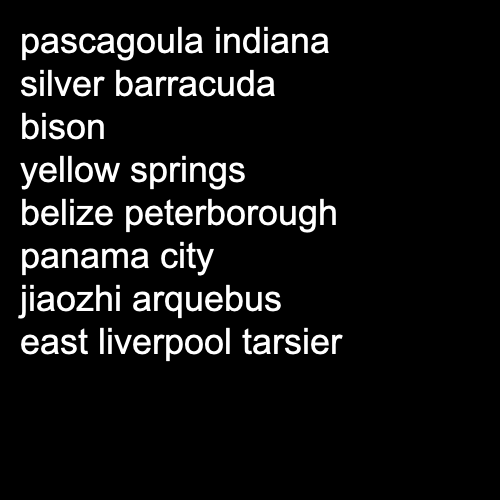 pascagoula indiana
silver barracuda
bison
yellow springs
belize peterborough
panama city
jiaozhi arquebus
east liverpool tarsier